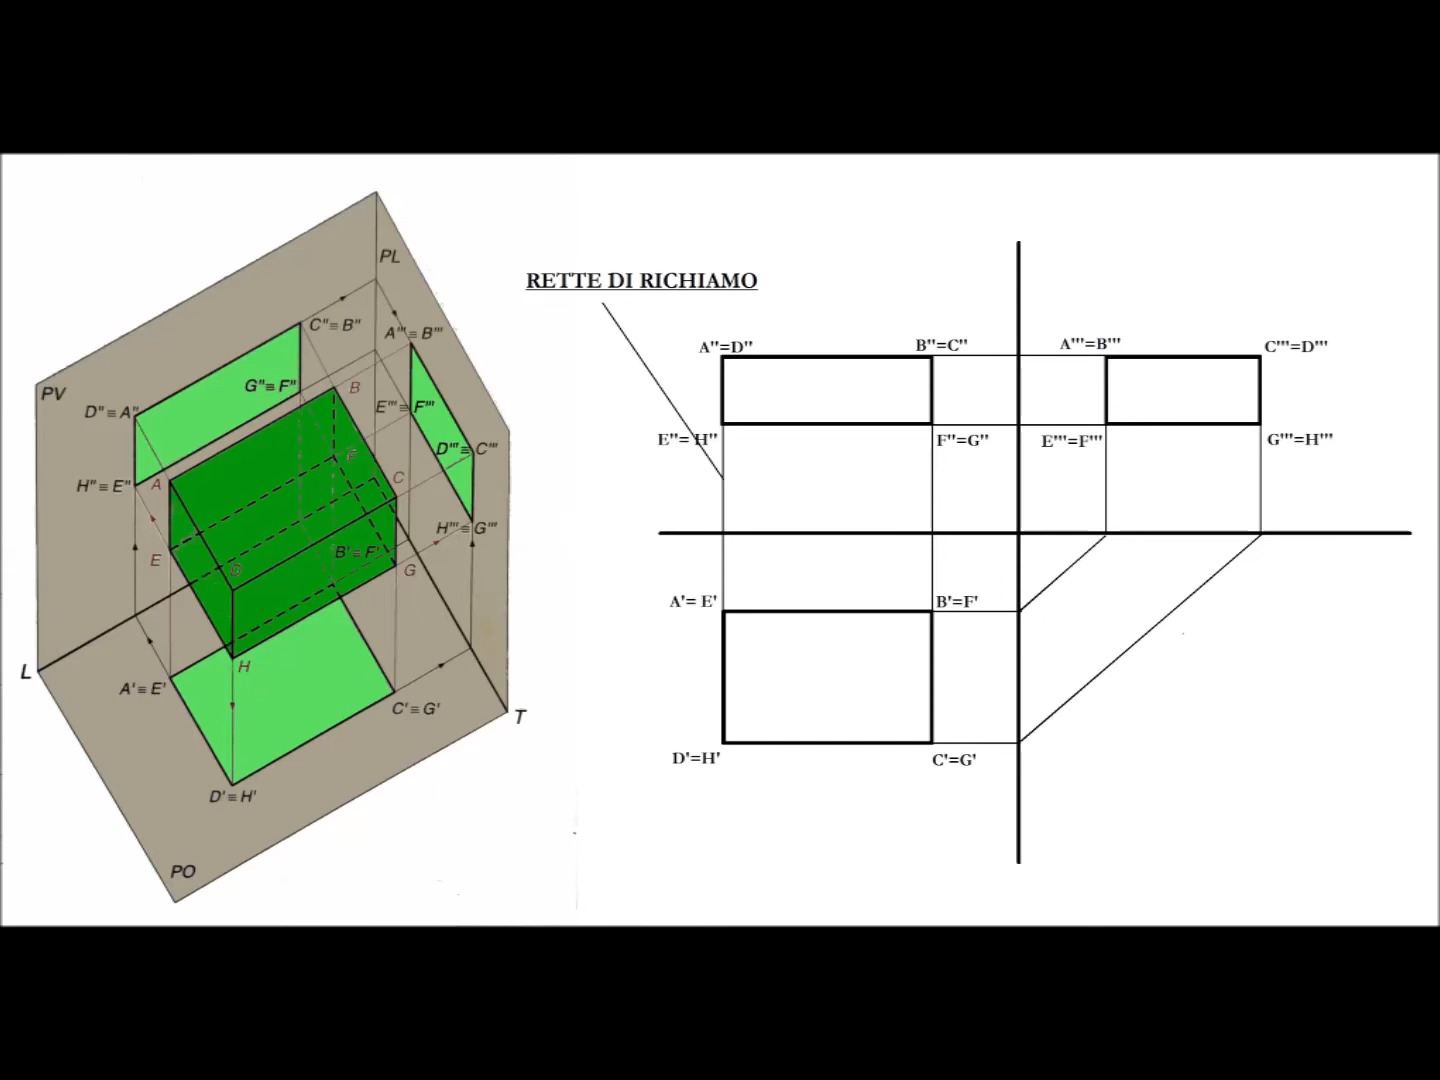 PL
PV
C"≡ B"
A'''≡ B'''
G"≡ F"
B
D"≡ A"
E'''≡ F'''
D'''≡ C'''
F
H"≡ E"
A
C
H'''≡ G'''
B'≡ F'
E
D
G
H
L
A'≡ E'
C'≡ G'
T
D'≡ H'
PO
RETTE DI RICHIAMO
A"=D"
B"=C"
A'''=B'''
C'''=D'''
E"= H"
F"=G"
E'''=F'''
G'''=H'''
A'= E'
B'=F'
D'=H'
C'=G'